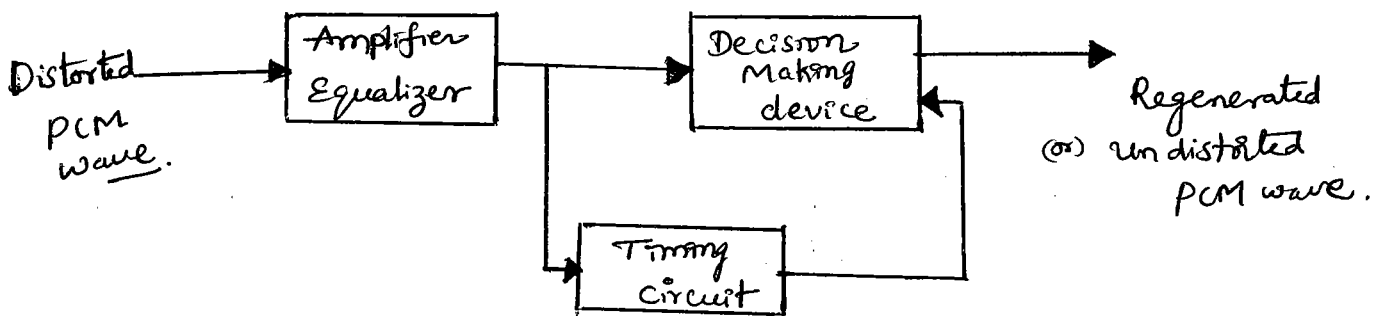 Distorted
PCM
wave.
Amplifier
Equalizer
Decision
Making
device
Timing
circuit
Regenerated
(or) undistorted
PCM wave.